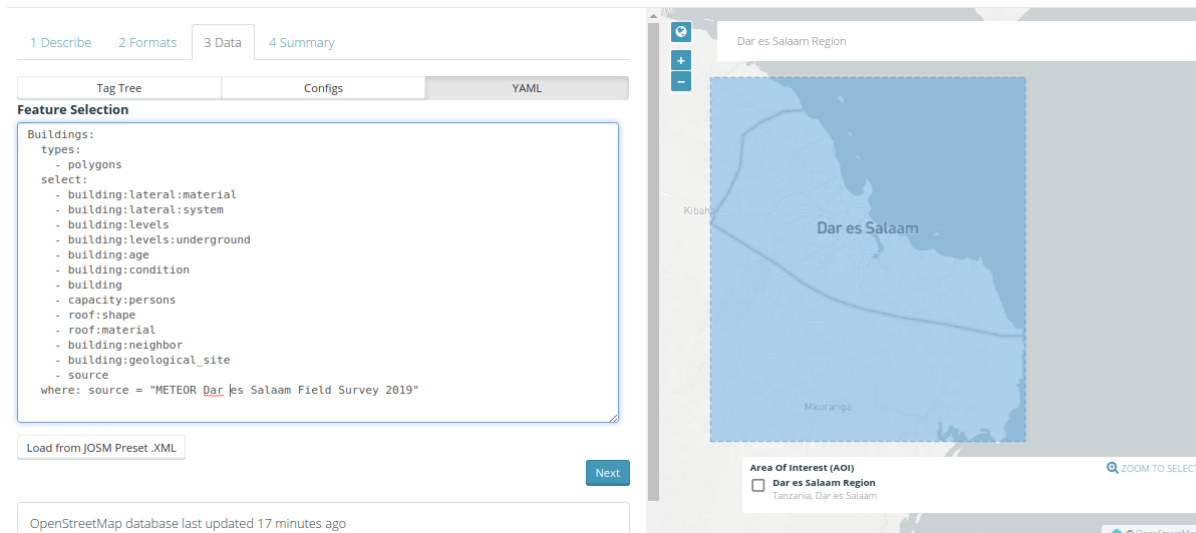 1 Describe
2 Formats
3 Data
4 Summary
Tag Tree
Configs
YAML
Feature Selection
Buildings:
types:
- polygons
select:
- building:lateral:material
- building:lateral:system
- building:levels
- building:levels:underground
- building:age
- building:condition
- building
- capacity:persons
- roof:shape
- roof:material
- building:neighbor
- building:geological_site
- source
where: source = "METEOR Dar es Salaam Field Survey 2019"
Load from JOSM Preset .XML
Next
OpenStreetMap database last updated 17 minutes ago
+
−
Dar es Salaam Region
Dar es Salaam
Mkuranga
Area Of Interest (AOI)
ZOOM TO SELECT
Dar es Salaam Region
Tanzania, Dar es Salaam